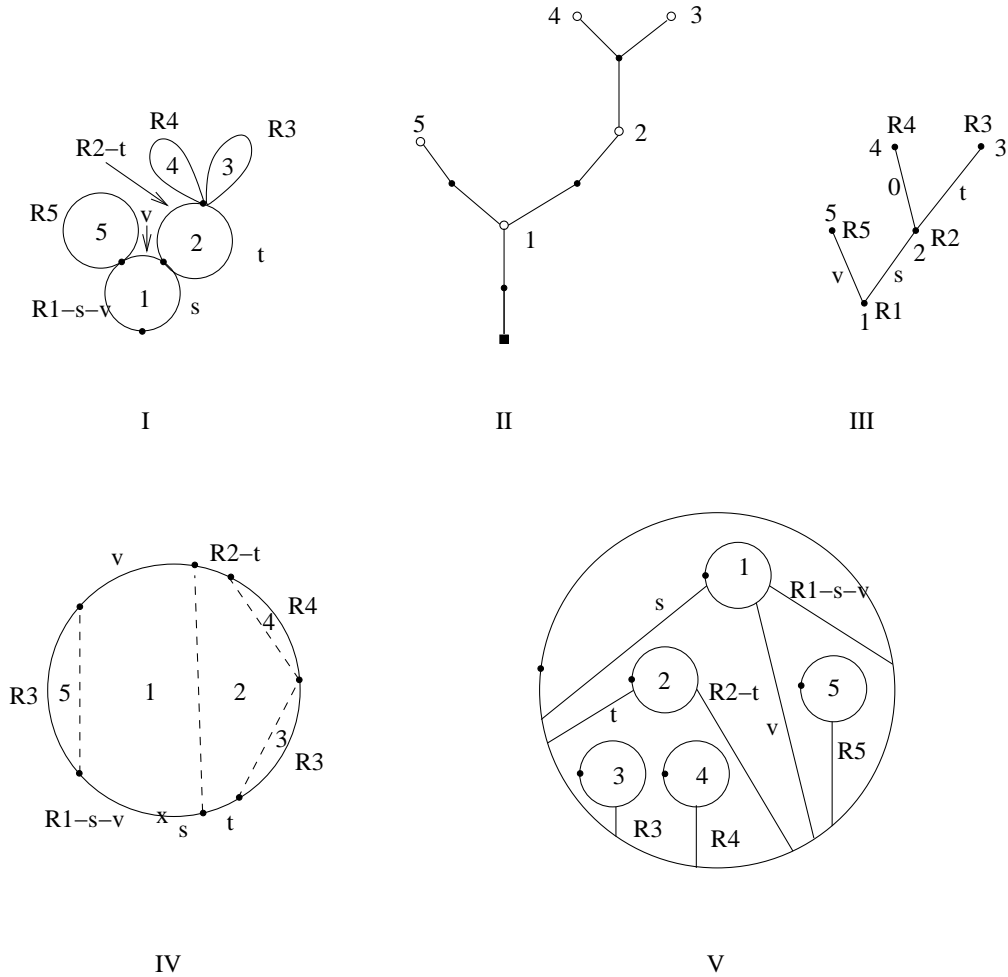 4 3
R4 R3
R2–t
4 3
5
R4 R3
4 3
R5 v
5 2 t
2
0 t
5 R5
R2
2
v s
R1–s–v 1 s
1
1 R1
I II III
v R2–t
R4
4
R3 5 1 2
3 R3
R1–s–v x s t
1
s R1–s–v
2 R2–t 5
t v
R5
3 4
R3 R4
IV V